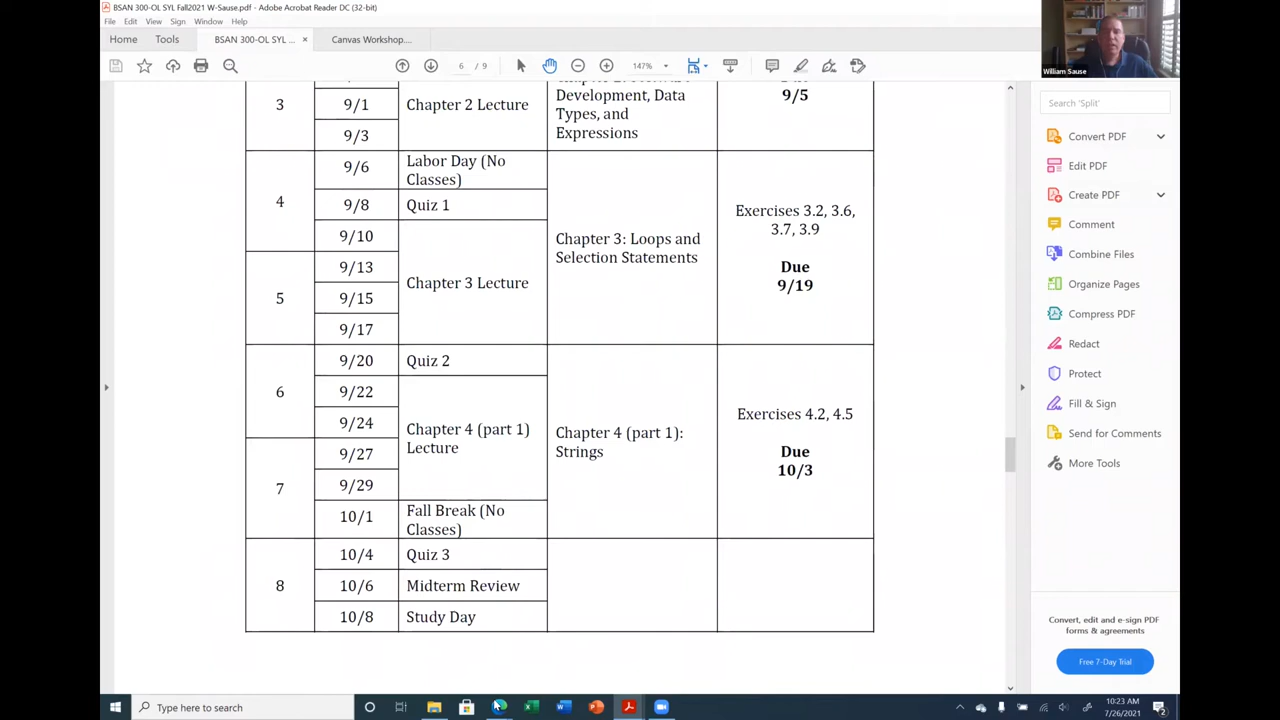 BSAN 300-OL SYL Fall2021 W-Sause.pdf - Adobe Acrobat Reader DC (32-bit)
File Edit View Sign Window Help
Home Tools BSAN 300-OL SYL ... × Canvas Workshop...
6 / 9 147%
William Sause
Search 'Split'
Convert PDF
Edit PDF
Create PDF
Comment
Combine Files
Organize Pages
Compress PDF
Redact
Protect
Fill & Sign
Send for Comments
More Tools
Convert, edit and e-sign PDF
forms & agreements
Free 7-Day Trial
3
9/1
9/3
Chapter 2 Lecture
Development, Data
Types, and
Expressions
9/5
4
9/6
Labor Day (No
Classes)
9/8
Quiz 1
9/10
5
9/13
9/15
9/17
Chapter 3 Lecture
Chapter 3: Loops and
Selection Statements
Exercises 3.2, 3.6,
3.7, 3.9
Due
9/19
6
9/20
Quiz 2
9/22
9/24
7
9/27
9/29
Chapter 4 (part 1)
Lecture
10/1
Fall Break (No
Classes)
Chapter 4 (part 1):
Strings
Exercises 4.2, 4.5
Due
10/3
8
10/4
Quiz 3
10/6
Midterm Review
10/8
Study Day
Type here to search
10:23 AM
7/26/2021
2